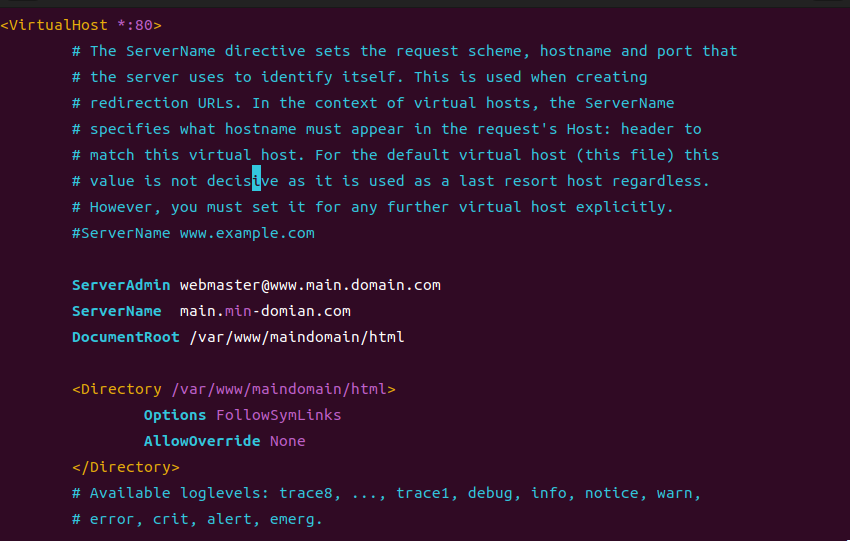 <VirtualHost *:80>
# The ServerName directive sets the request scheme, hostname and port that
# the server uses to identify itself. This is used when creating
# redirection URLs. In the context of virtual hosts, the ServerName
# specifies what hostname must appear in the request's Host: header to
# match this virtual host. For the default virtual host (this file) this
# value is not decisive as it is used as a last resort host regardless.
# However, you must set it for any further virtual host explicitly.
#ServerName www.example.com
ServerAdmin webmaster@www.main.domain.com
ServerName  main.min-domian.com
DocumentRoot /var/www/maindomain/html
<Directory /var/www/maindomain/html>
Options FollowSymLinks
AllowOverride None
</Directory>
# Available loglevels: trace8, ..., trace1, debug, info, notice, warn,
# error, crit, alert, emerg.